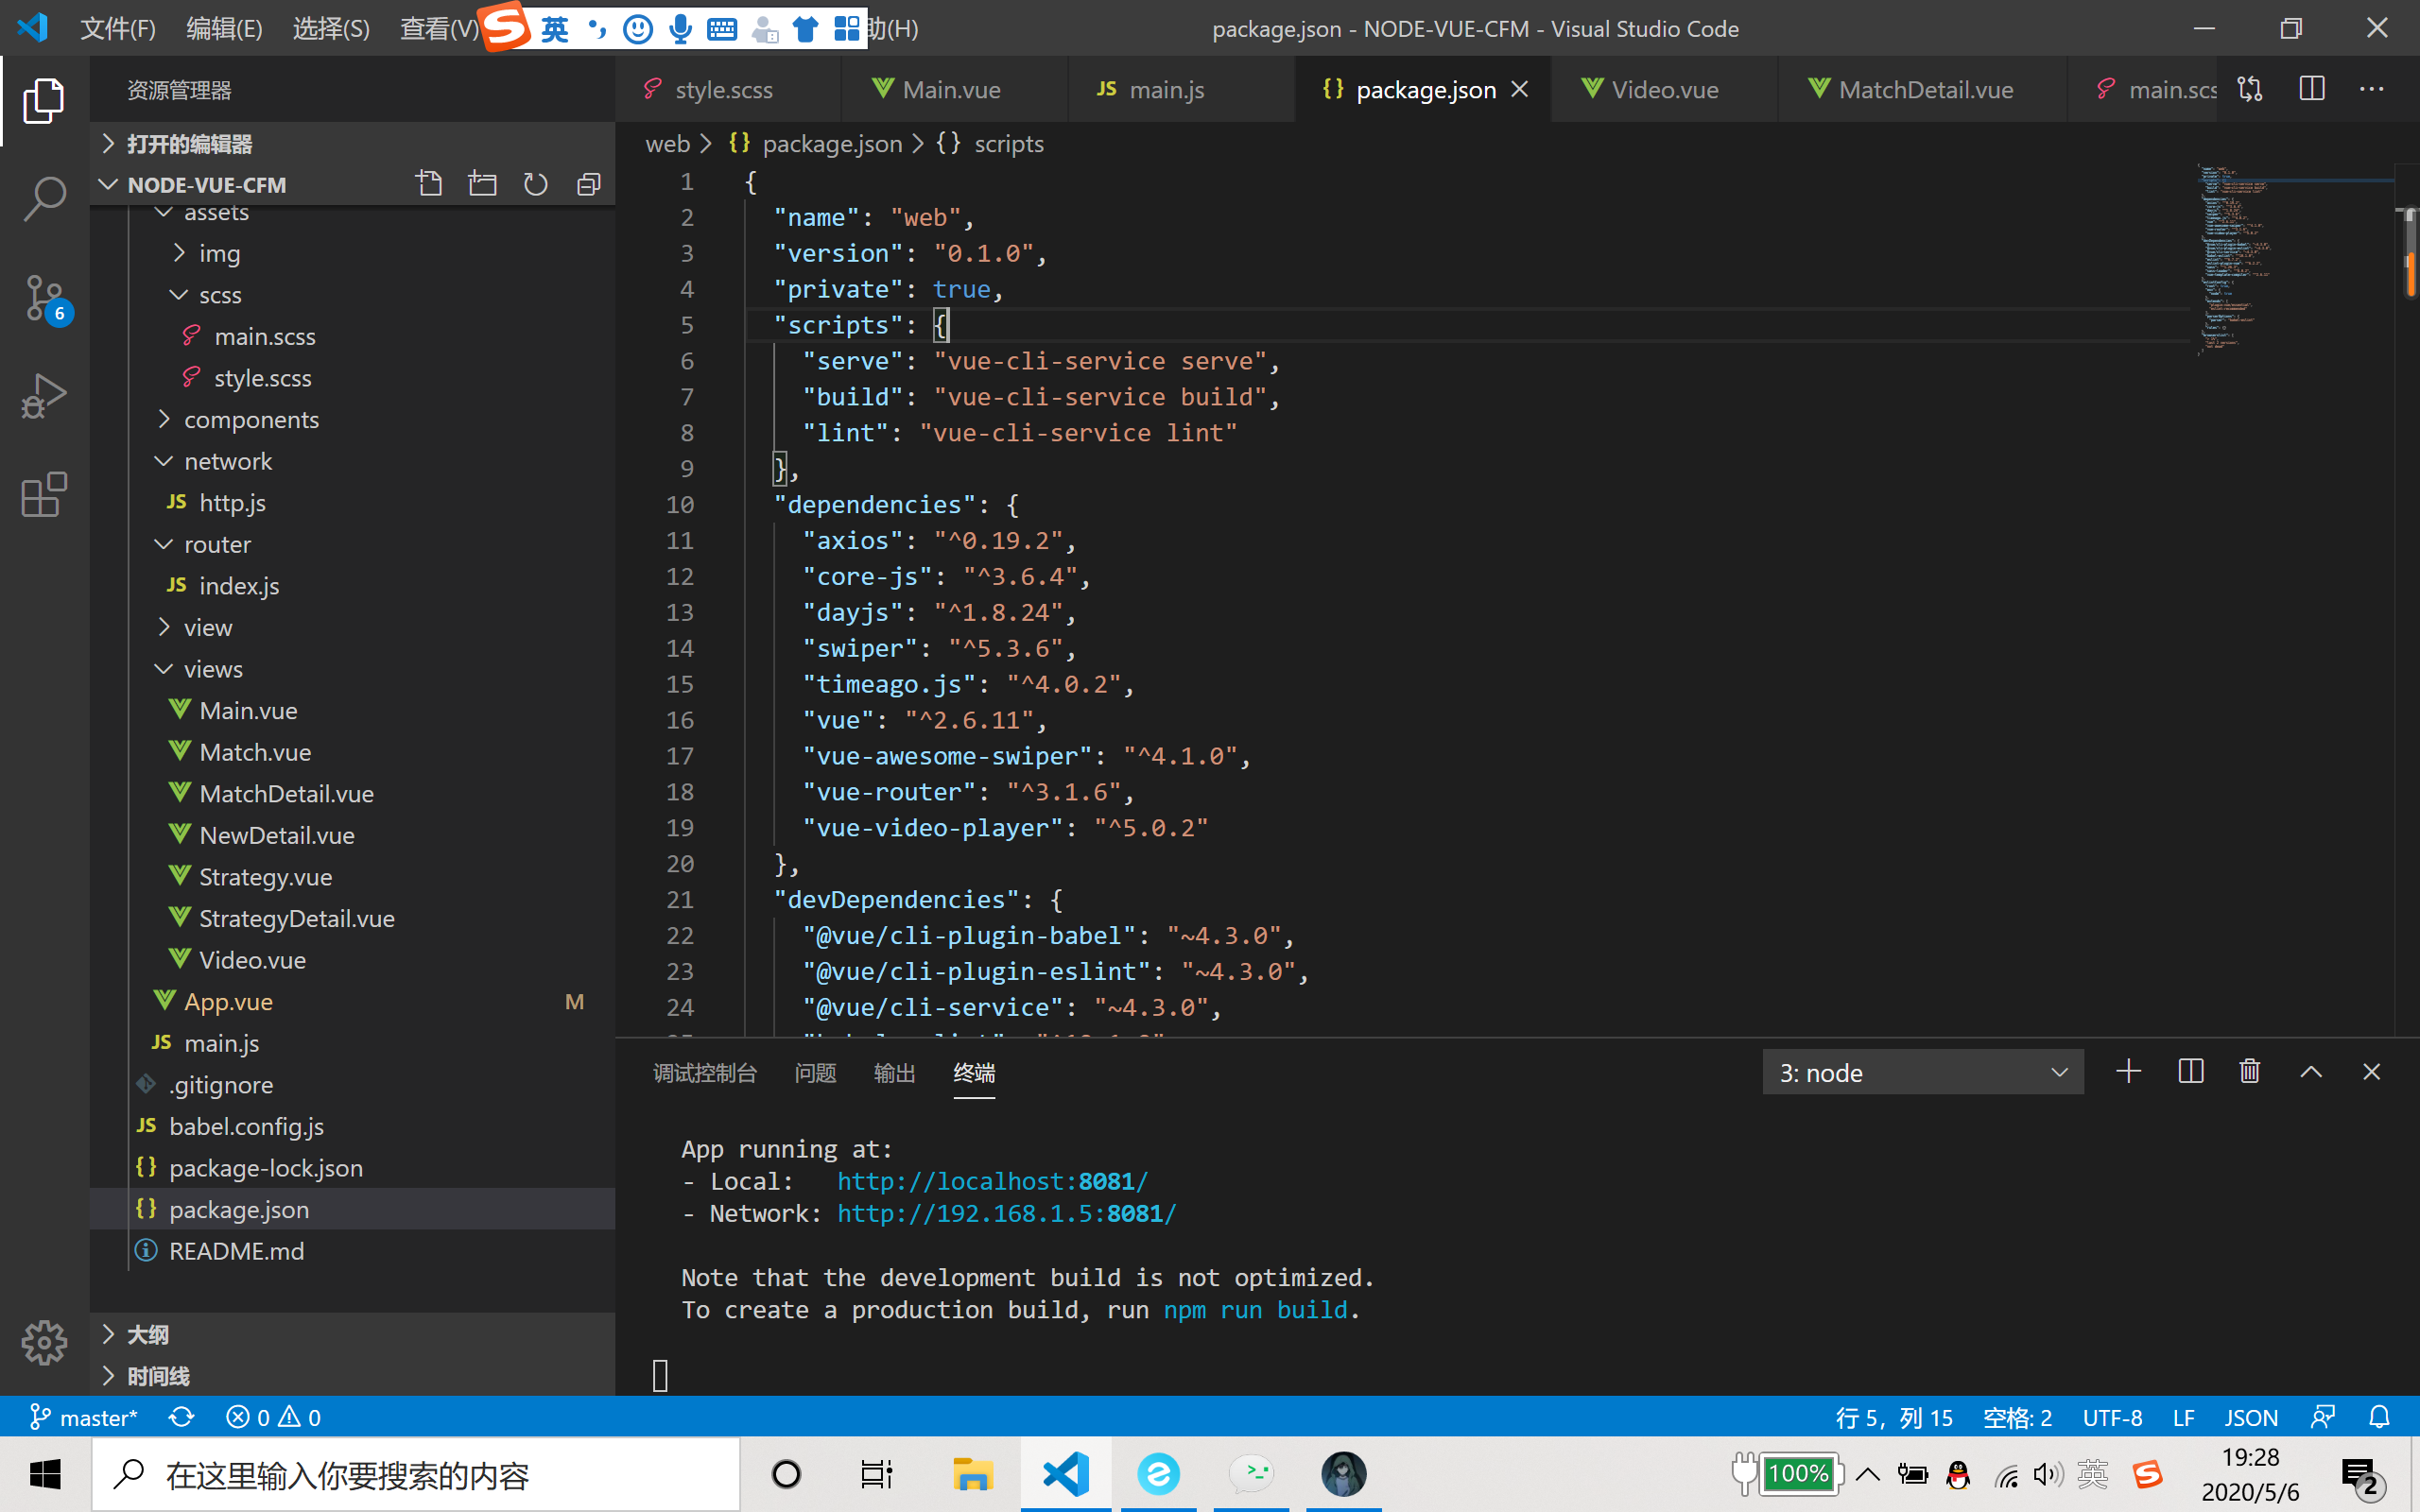 文件(F) 编辑(E) 选择(S) 查看(V) 英 助(H) package.json - NODE-VUE-CFM - Visual Studio Code
资源管理器
style.scss Main.vue JS main.js {} package.json Video.vue MatchDetail.vue main.scs
打开的编辑器
web > {} package.json > {} scripts
NODE-VUE-CFM
assets
img
scss
main.scss
style.scss
components
network
JS http.js
router
JS index.js
view
views
Main.vue
Match.vue
MatchDetail.vue
NewDetail.vue
Strategy.vue
StrategyDetail.vue
Video.vue
App.vue M
JS main.js
.gitignore
JS babel.config.js
{} package-lock.json
{} package.json
README.md
大纲
时间线
6
1 {
2 "name": "web",
3 "version": "0.1.0",
4 "private": true,
5 "scripts": {
6 "serve": "vue-cli-service serve",
7 "build": "vue-cli-service build",
8 "lint": "vue-cli-service lint"
9 },
10 "dependencies": {
11 "axios": "^0.19.2",
12 "core-js": "^3.6.4",
13 "dayjs": "^1.8.24",
14 "swiper": "^5.3.6",
15 "timeago.js": "^4.0.2",
16 "vue": "^2.6.11",
17 "vue-awesome-swiper": "^4.1.0",
18 "vue-router": "^3.1.6",
19 "vue-video-player": "^5.0.2"
20 },
21 "devDependencies": {
22 "@vue/cli-plugin-babel": "~4.3.0",
23 "@vue/cli-plugin-eslint": "~4.3.0",
24 "@vue/cli-service": "~4.3.0",
调试控制台 问题 输出 终端 3: node
App running at:
- Local: http://localhost:8081/
- Network: http://192.168.1.5:8081/
Note that the development build is not optimized.
To create a production build, run npm run build.
master* 0 0 行 5，列 15 空格: 2 UTF-8 LF JSON
在这里输入你要搜索的内容 100% 英 19:28
2020/5/6 2